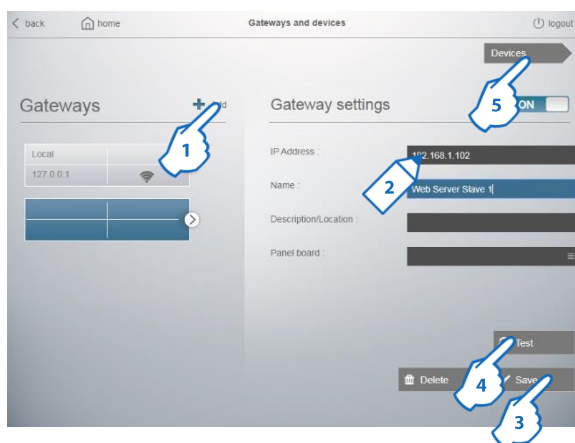 back
home
Gateways and devices
logout
Devices
Gateways
Gateway settings
ON
Local
127.0.0.1
IP Address :
192.168.1.102
Name :
Web Server Slave 1
Description/Location :
Panel board :
Test
Delete
Save
1
2
3
4
5